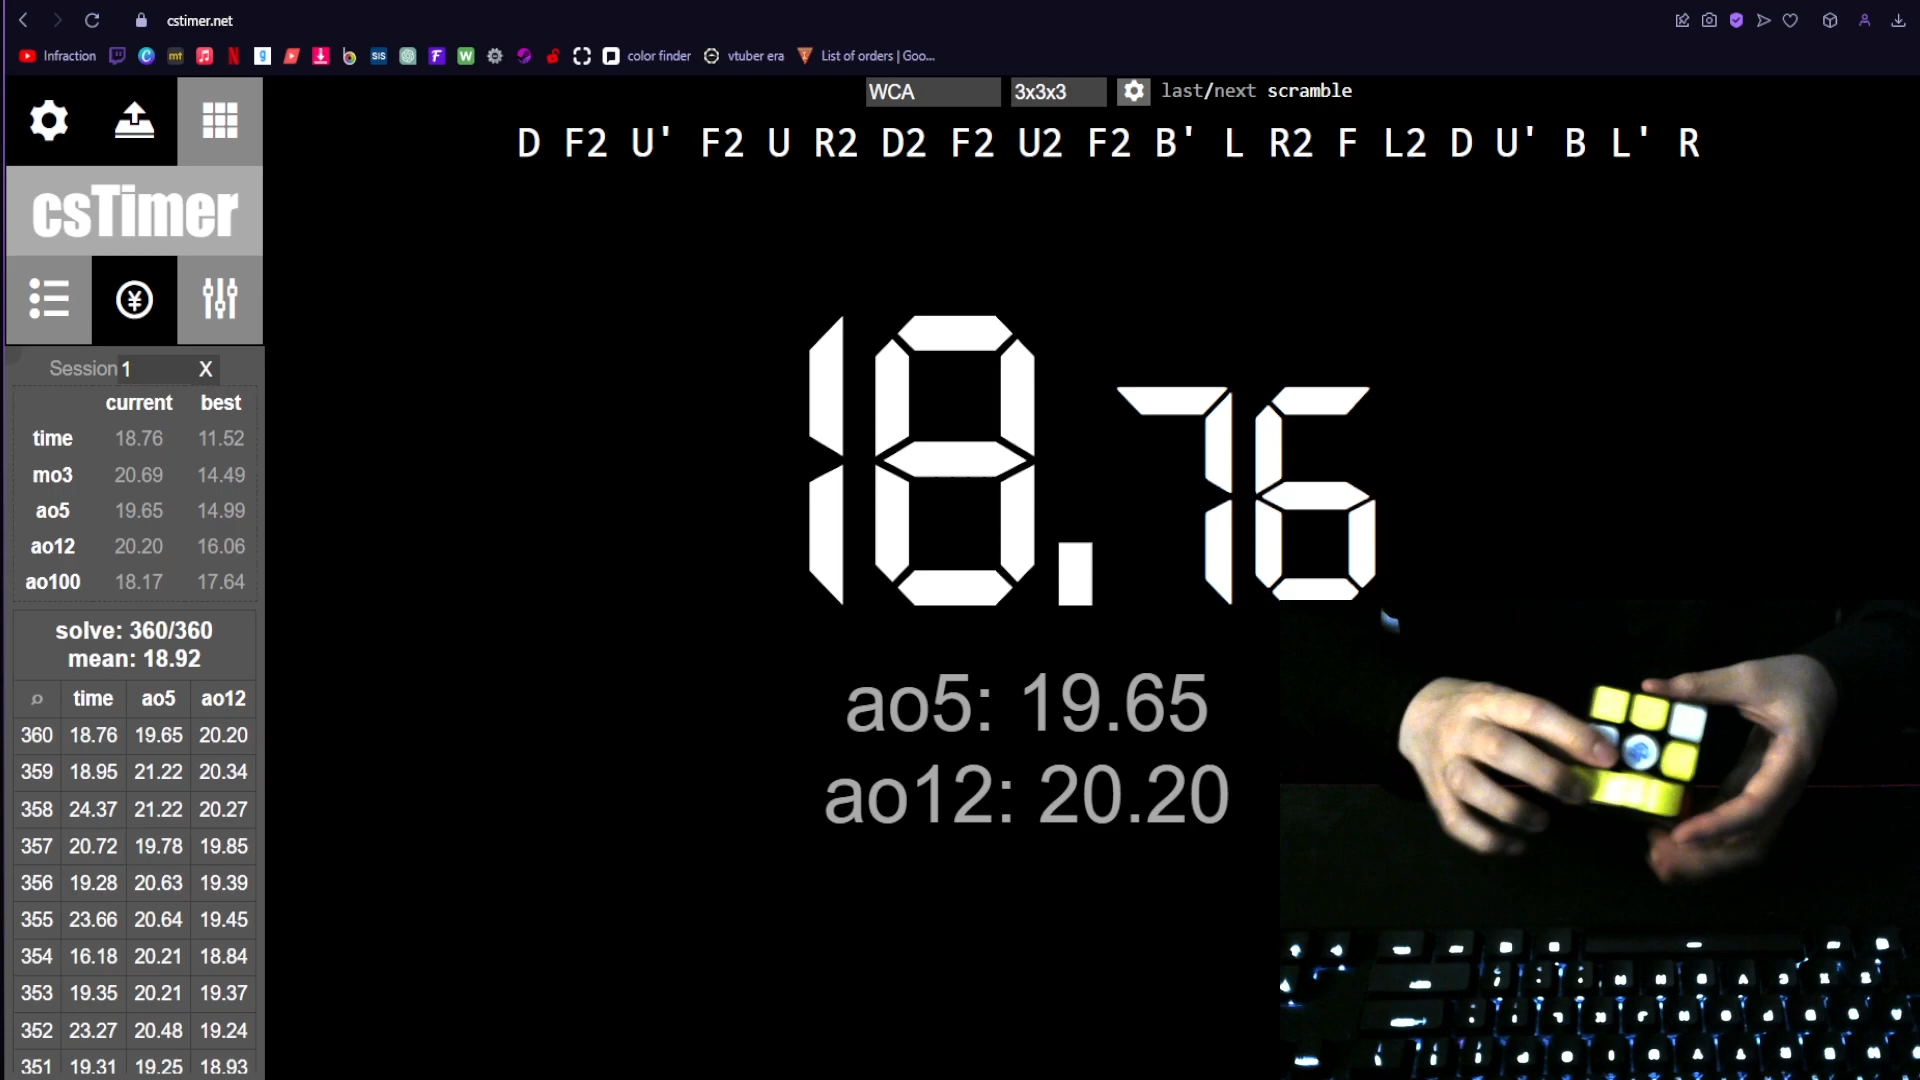 cstimer.net
Infraction
color finder
vtuber era
List of orders | Goo...
WCA 3x3x3 last/next scramble
D F2 U' F2 U R2 D2 F2 U2 F2 B' L R2 F L2 D U' B L' R
csTimer
Session 1 X
current best
time 18.76 11.52
mo3 20.69 14.49
ao5 19.65 14.99
ao12 20.20 16.06
ao100 18.17 17.64
solve: 360/360
mean: 18.92
time ao5 ao12
360 18.76 19.65 20.20
359 18.95 21.22 20.34
358 24.37 21.22 20.27
357 20.72 19.78 19.85
356 19.28 20.63 19.39
355 23.66 20.64 19.45
354 16.18 20.21 18.84
353 19.35 20.21 19.37
352 23.27 20.48 19.24
351 19.31 19.25 18.93
18.76
ao5: 19.65
ao12: 20.20